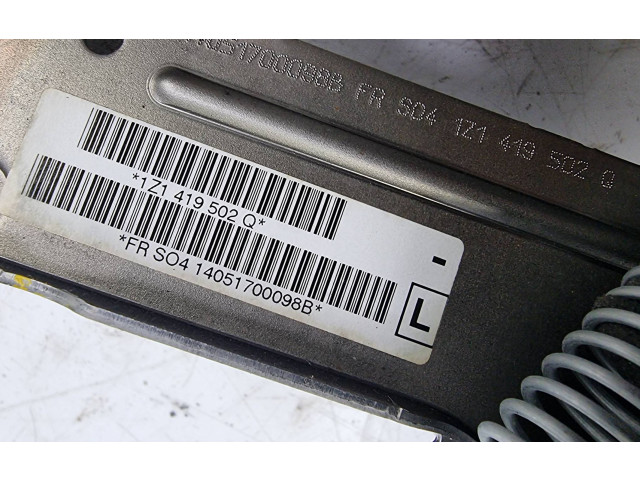 FR SO4 1Z1 419 502 Q
*1Z1 419 502 Q*
*FR SO4 14051700098B*
-
L